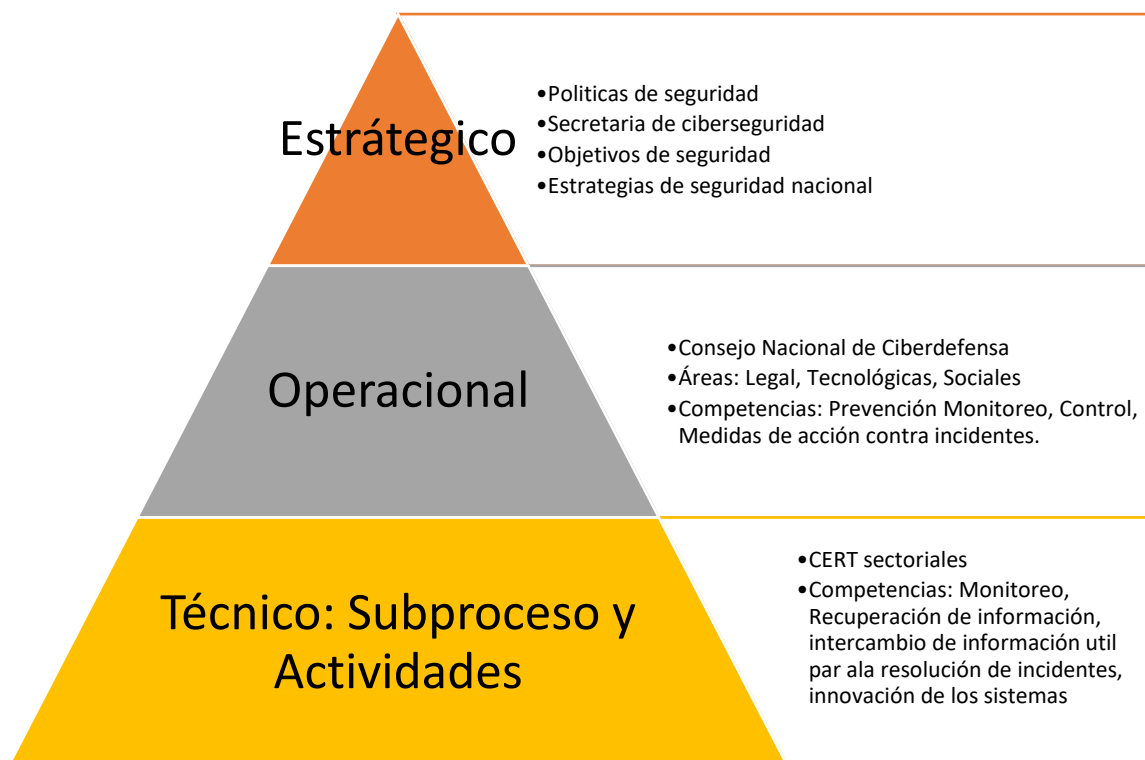 Estrátegico
•Politicas de seguridad
•Secretaria de ciberseguridad
•Objetivos de seguridad
•Estrategias de seguridad nacional
Operacional
•Consejo Nacional de Ciberdefensa
•Áreas: Legal, Tecnológicas, Sociales
•Competencias: Prevención Monitoreo, Control,
Medidas de acción contra incidentes.
Técnico: Subproceso y
Actividades
•CERT sectoriales
•Competencias: Monitoreo,
Recuperación de información,
intercambio de información util
par ala resolución de incidentes,
innovación de los sistemas